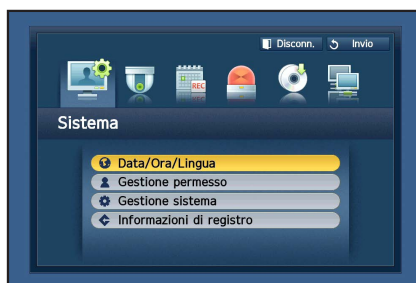 Disconn. Invio
REC
Sistema
Data/Ora/Lingua
Gestione permesso
Gestione sistema
Informazioni di registro